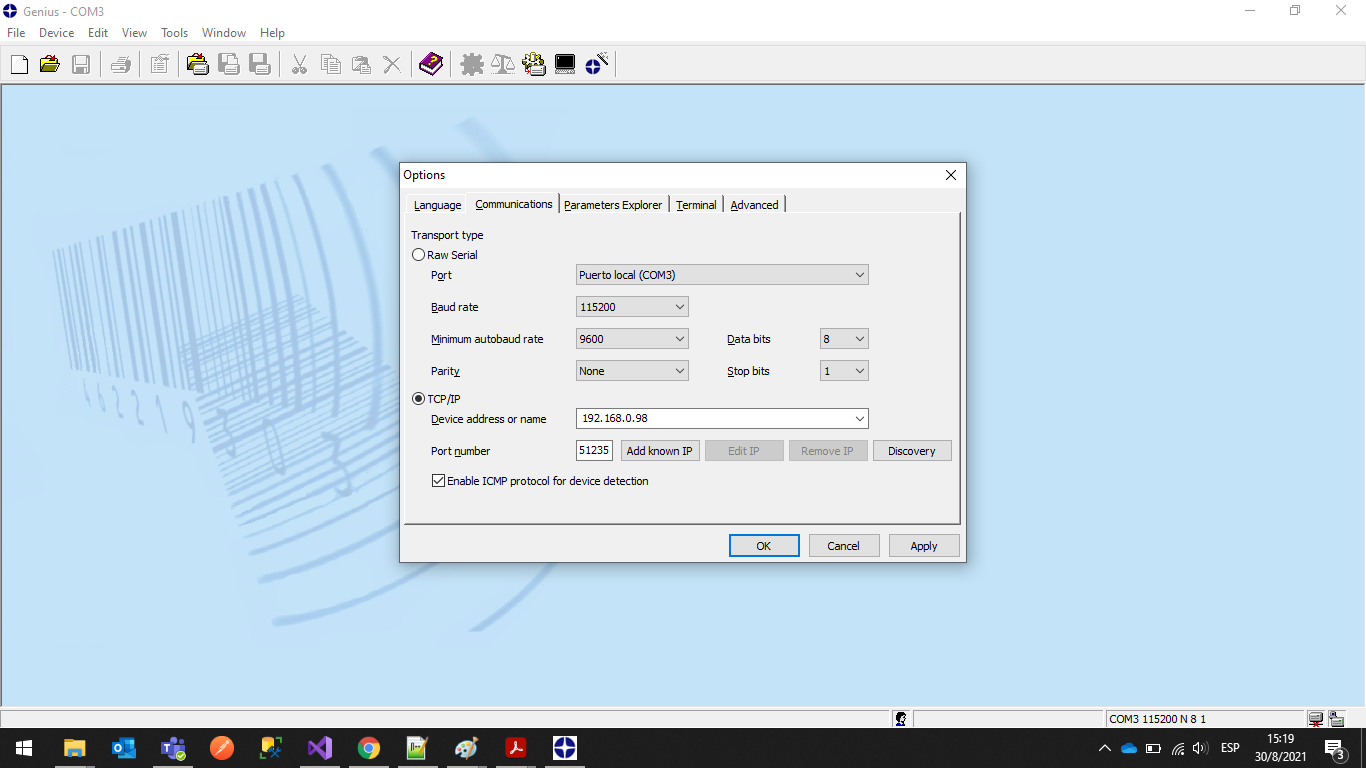 Genius - COM3
File Device Edit View Tools Window Help
Options
Language Communications Parameters Explorer Terminal Advanced
Transport type
Raw Serial
Port Puerto local (COM3)
Baud rate 115200
Minimum autobaud rate 9600 Data bits 8
Parity None Stop bits 1
TCP/IP
Device address or name 192.168.0.98
Port number 51235 Add known IP Edit IP Remove IP Discovery
Enable ICMP protocol for device detection
OK Cancel Apply
COM3 115200 N 8 1
ESP
15:19
30/8/2021
3